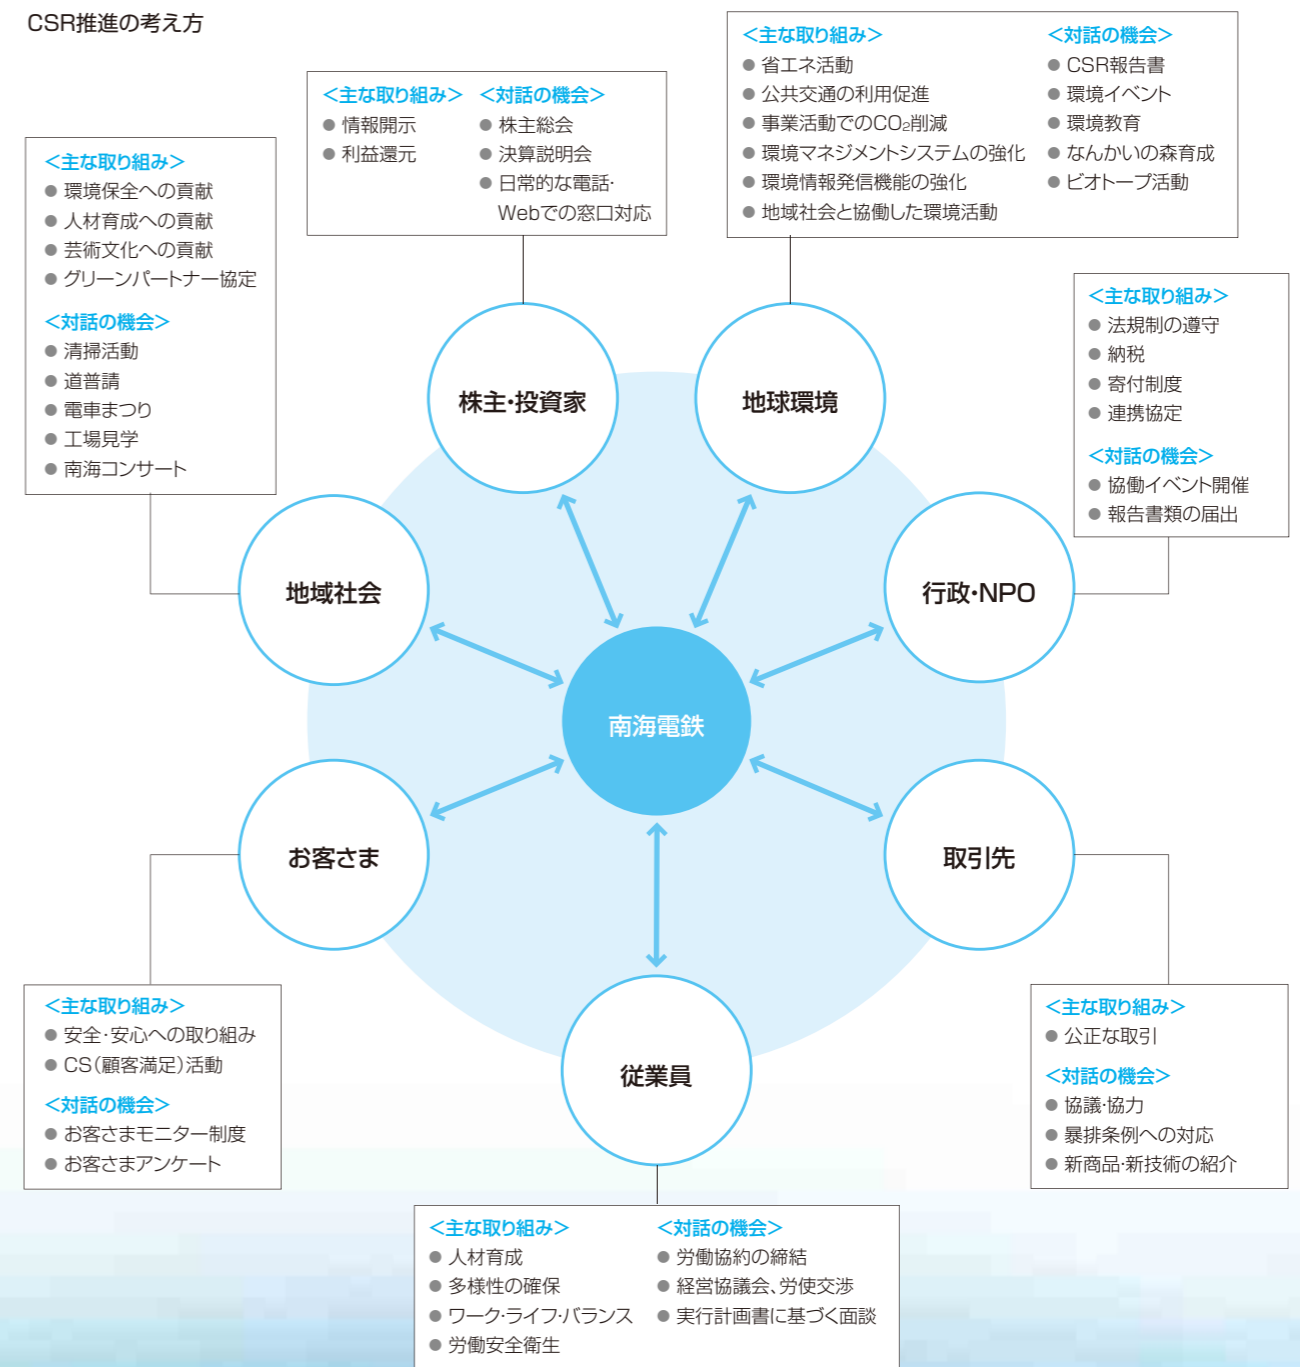 CSR推進の考え方
<主な取り組み>
● 情報開示
● 利益還元
<対話の機会>
● 株主総会
● 決算説明会
● 日常的な電話・
Webでの窓口対応
<主な取り組み>
● 省エネ活動
● 公共交通の利用促進
● 事業活動でのCO₂削減
● 環境マネジメントシステムの強化
● 環境情報発信機能の強化
● 地域社会と協働した環境活動
<対話の機会>
● CSR報告書
● 環境イベント
● 環境教育
● なんかいの森育成
● ビオトープ活動
<主な取り組み>
● 環境保全への貢献
● 人材育成への貢献
● 芸術文化への貢献
● グリーンパートナー協定
<対話の機会>
● 清掃活動
● 道普請
● 電車まつり
● 工場見学
● 南海コンサート
<主な取り組み>
● 法規制の遵守
● 納税
● 寄付制度
● 連携協定
<対話の機会>
● 協働イベント開催
● 報告書類の届出
株主・投資家
地球環境
地域社会
行政・NPO
南海電鉄
お客さま
取引先
従業員
<主な取り組み>
● 安全・安心への取り組み
● CS(顧客満足)活動
<対話の機会>
● お客さまモニター制度
● お客さまアンケート
<主な取り組み>
● 公正な取引
<対話の機会>
● 協議・協力
● 暴排条例への対応
● 新商品・新技術の紹介
<主な取り組み>
● 人材育成
● 多様性の確保
● ワーク・ライフ・バランス
● 労働安全衛生
<対話の機会>
● 労働協約の締結
● 経営協議会、労使交渉
● 実行計画書に基づく面談